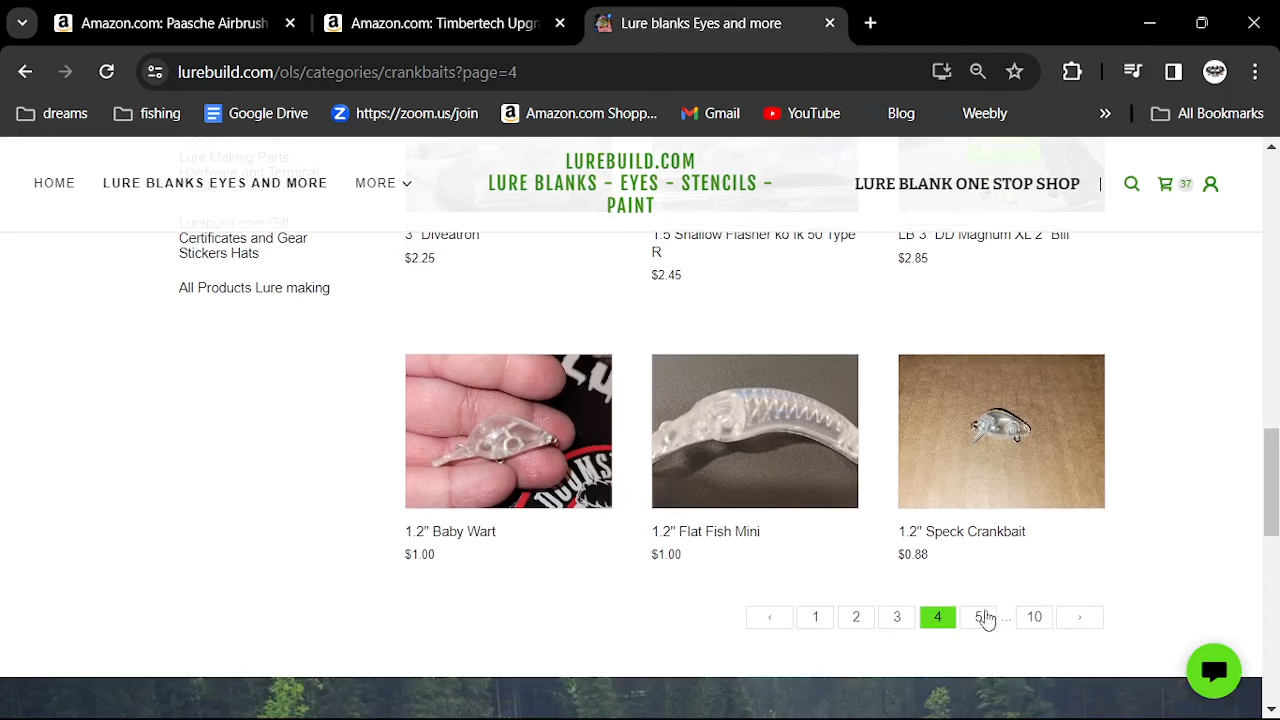 Amazon.com: Paasche Airbrush
Amazon.com: Timbertech Upgr
Lure blanks Eyes and more
lurebuild.com/ols/categories/crankbaits?page=4
dreams
fishing
Google Drive
https://zoom.us/join
Amazon.com Shopp...
Gmail
YouTube
Blog
Weebly
»
All Bookmarks
HOME
LURE BLANKS EYES AND MORE
MORE
LUREBUILD.COM
LURE BLANKS - EYES - STENCILS -
PAINT
LURE BLANK ONE STOP SHOP
37
Lure Making Parts
Hardware and Terminal
Lurebuild.com Gift
Certificates and Gear
Stickers Hats
All Products Lure making
3" Diveatron
$2.25
1.5 Shallow Flasher ko fk 50 Type
R
$2.45
LB 3" DD Magnum XL 2" Bill
$2.85
1.2" Baby Wart
$1.00
1.2" Flat Fish Mini
$1.00
1.2" Speck Crankbait
$0.88
‹ 1 2 3 4 5 ... 10 ›